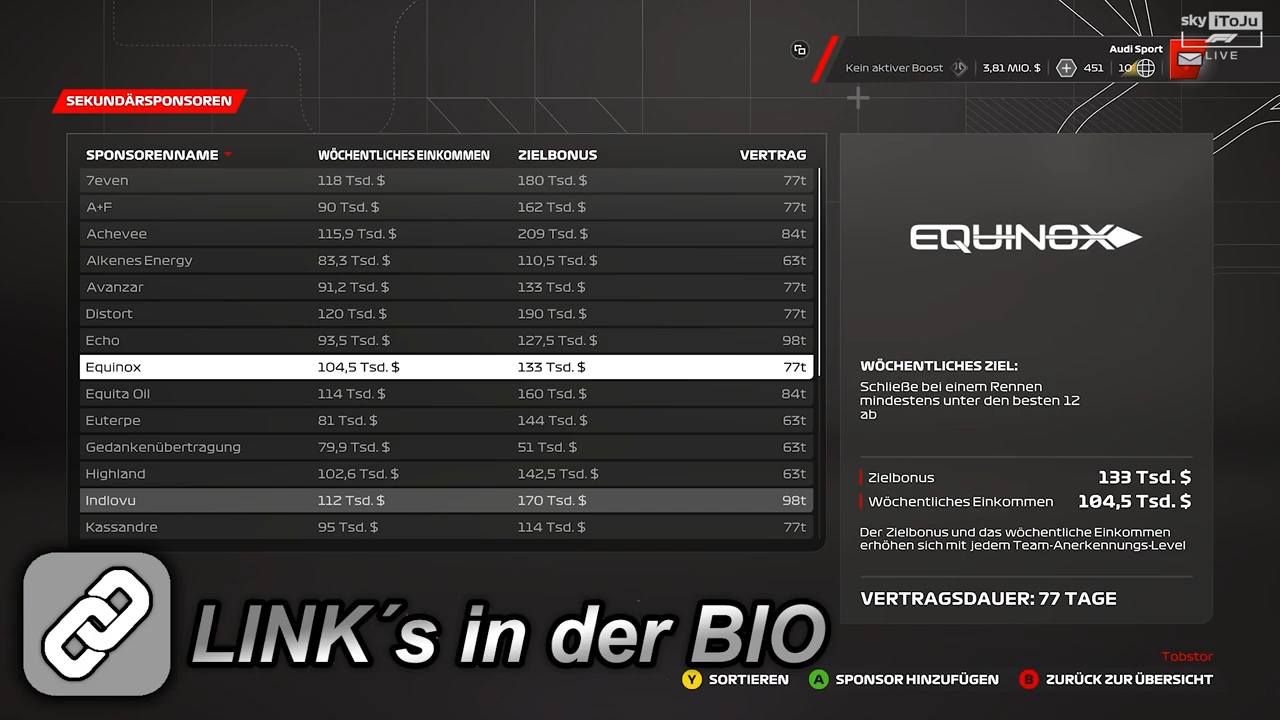 sky iToJu
LIVE
Audi Sport
Kein aktiver Boost 3,81 MIO. $ 451 10
SEKUNDÄRSPONSOREN
SPONSORENNAME WÖCHENTLICHES EINKOMMEN ZIELBONUS VERTRAG
7even 118 Tsd. $ 180 Tsd. $ 77t
A+F 90 Tsd. $ 162 Tsd. $ 77t
Achevee 115,9 Tsd. $ 209 Tsd. $ 84t
Alkenes Energy 83,3 Tsd. $ 110,5 Tsd. $ 63t
Avanzar 91,2 Tsd. $ 133 Tsd. $ 77t
Distort 120 Tsd. $ 190 Tsd. $ 77t
Echo 93,5 Tsd. $ 127,5 Tsd. $ 98t
Equinox 104,5 Tsd. $ 133 Tsd. $ 77t
Equita Oil 114 Tsd. $ 160 Tsd. $ 84t
Euterpe 81 Tsd. $ 144 Tsd. $ 63t
Gedankenübertragung 79,9 Tsd. $ 51 Tsd. $ 63t
Highland 102,6 Tsd. $ 142,5 Tsd. $ 63t
Indlovu 112 Tsd. $ 170 Tsd. $ 98t
Kassandre 95 Tsd. $ 114 Tsd. $ 77t
EQUINOX
WÖCHENTLICHES ZIEL:
Schließe bei einem Rennen
mindestens unter den besten 12
ab
Zielbonus 133 Tsd. $
Wöchentliches Einkommen 104,5 Tsd. $
Der Zielbonus und das wöchentliche Einkommen
erhöhen sich mit jedem Team-Anerkennungs-Level
VERTRAGSDAUER: 77 TAGE
LINK´s in der BIO
Tobstor
Y SORTIEREN A SPONSOR HINZUFÜGEN B ZURÜCK ZUR ÜBERSICHT